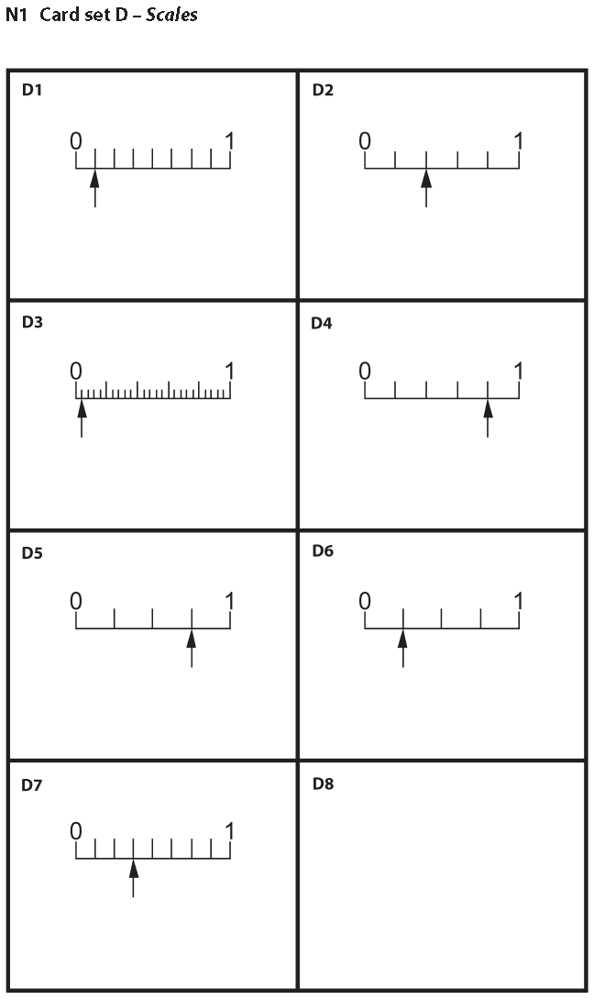 N1 Card set D – Scales
D1
0 1
D2
0 1
D3
0 1
D4
0 1
D5
0 1
D6
0 1
D7
0 1
D8